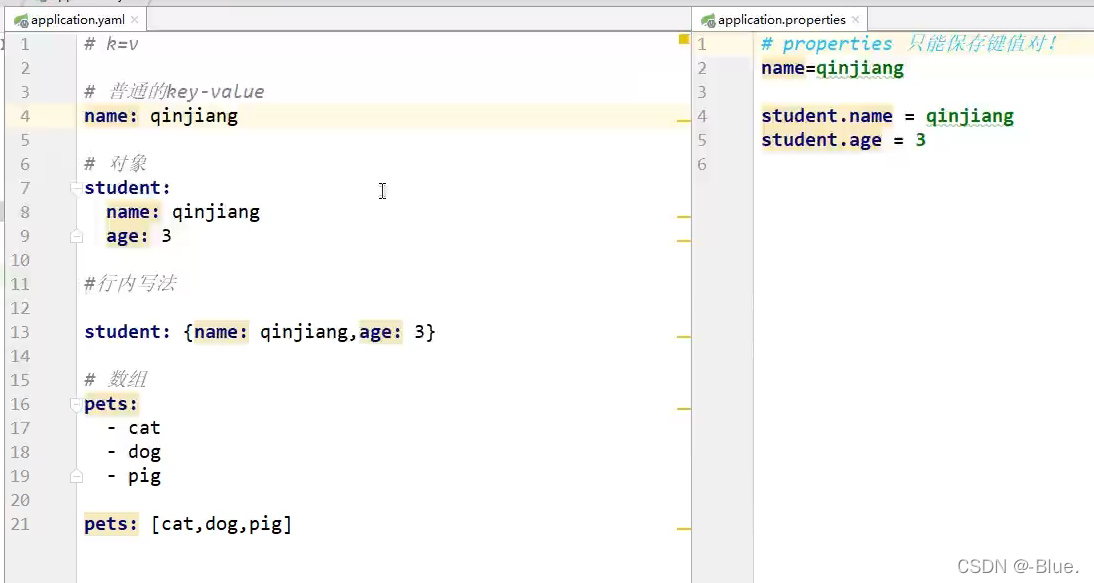 application.yaml
1 # k=v
2
3 # 普通的key-value
4 name: qinjiang
5
6 # 对象
7 student:
8 name: qinjiang
9 age: 3
10
11 #行内写法
12
13 student: {name: qinjiang,age: 3}
14
15 # 数组
16 pets:
17 - cat
18 - dog
19 - pig
20
21 pets: [cat,dog,pig]
application.properties
1 # properties 只能保存键值对!
2 name=qinjiang
3
4 student.name = qinjiang
5 student.age = 3
6
CSDN @-Blue.